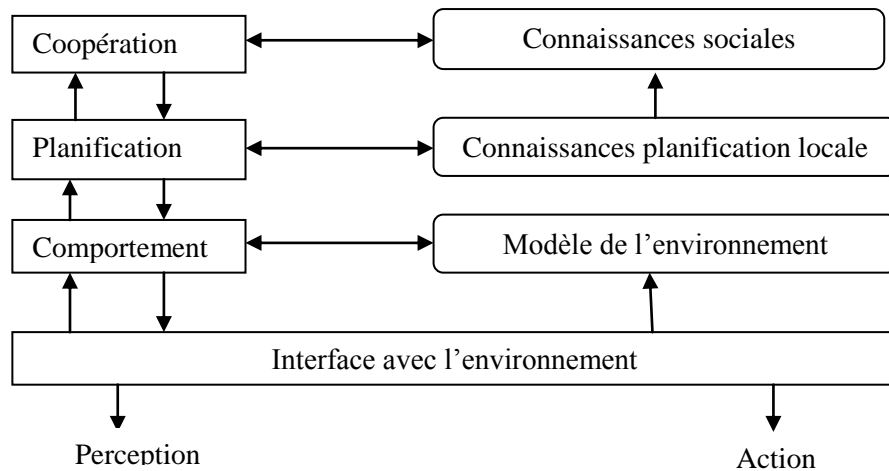 Coopération
Connaissances sociales
Planification
Connaissances planification locale
Comportement
Modèle de l’environnement
Interface avec l’environnement
Perception
Action